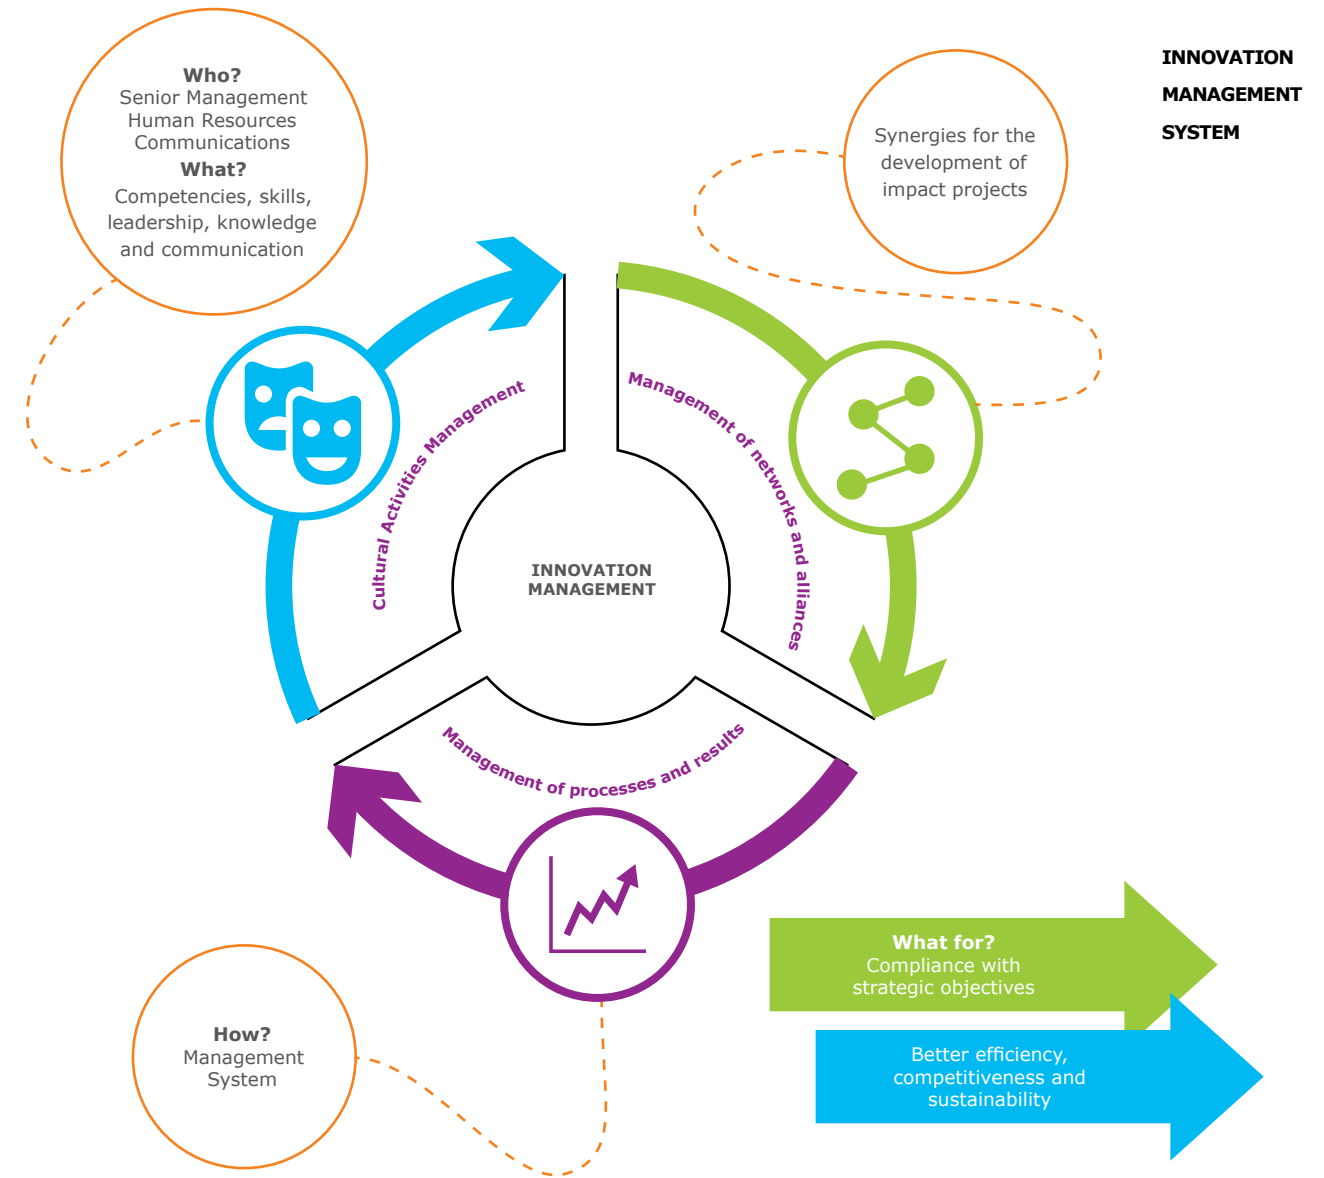 INNOVATION
MANAGEMENT
SYSTEM
Who?
Senior Management
Human Resources
Communications
What?
Competencies, skills,
leadership, knowledge
and communication
Synergies for the
development of
impact projects
Cultural Activities Management
Management of networks and alliances
INNOVATION
MANAGEMENT
Management of processes and results
How?
Management
System
What for?
Compliance with
strategic objectives
Better efficiency,
competitiveness and
sustainability